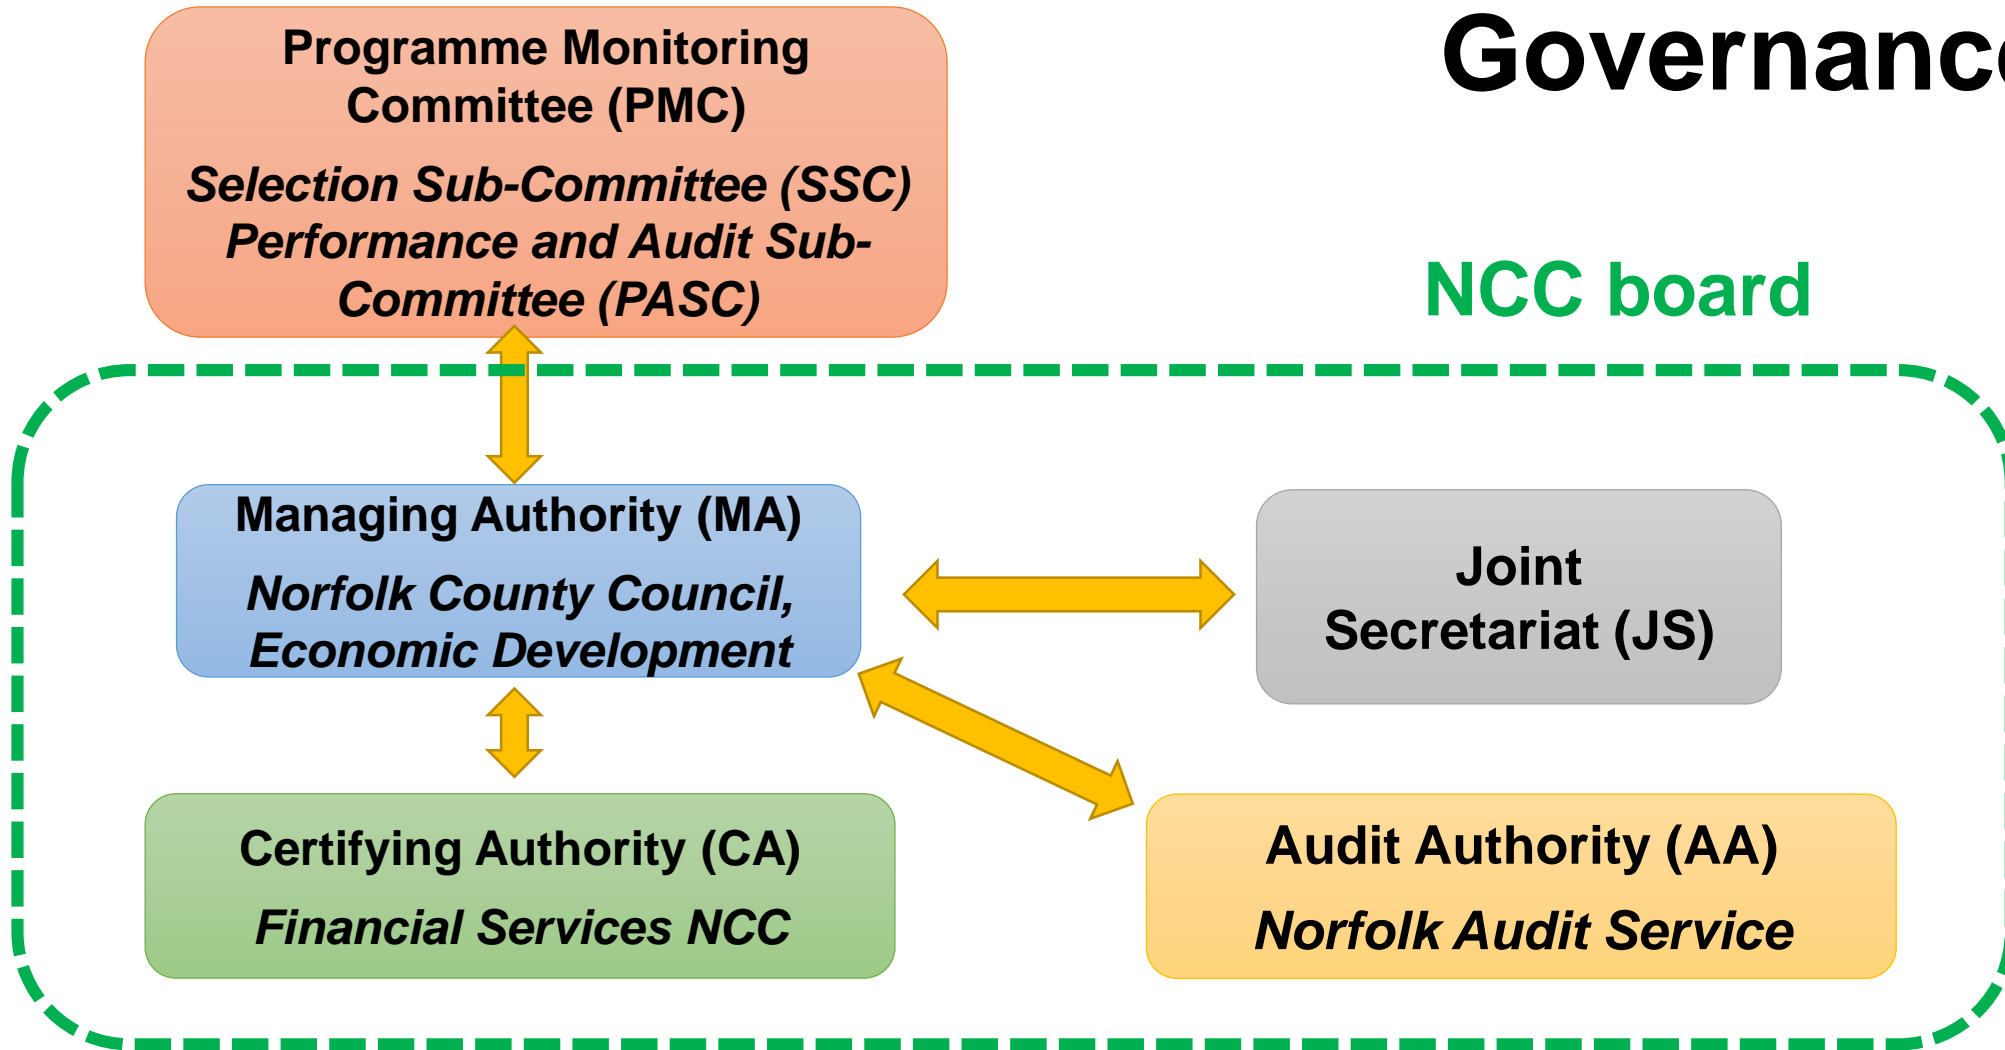 Governance
Programme Monitoring
Committee (PMC)
Selection Sub-Committee (SSC)
Performance and Audit Sub-
Committee (PASC)
NCC board
Managing Authority (MA)
Norfolk County Council,
Economic Development
Joint
Secretariat (JS)
Certifying Authority (CA)
Financial Services NCC
Audit Authority (AA)
Norfolk Audit Service